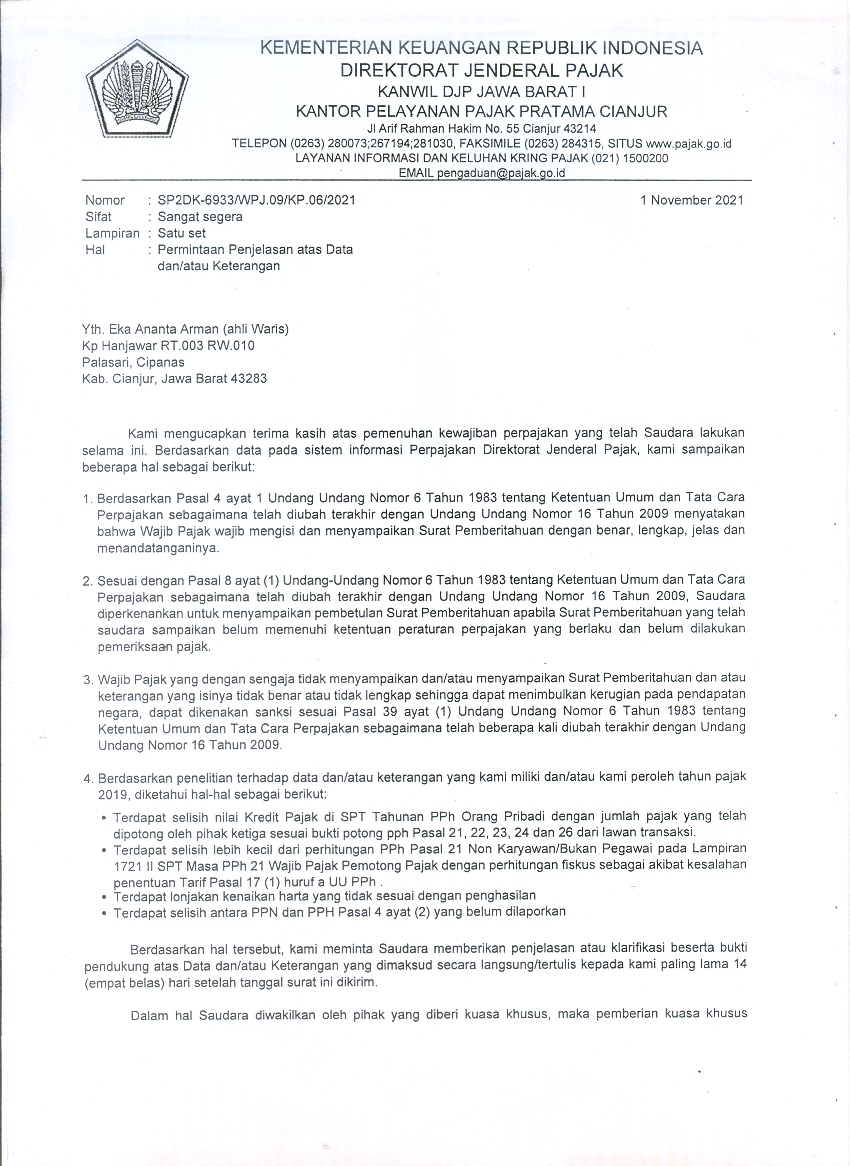 KEMENTERIAN KEUANGAN REPUBLIK INDONESIA
DIREKTORAT JENDERAL PAJAK
KANWIL DJP JAWA BARAT I
KANTOR PELAYANAN PAJAK PRATAMA CIANJUR
Jl Arif Rahman Hakim No. 55 Cianjur 43214
TELEPON (0263) 280073;267194;281030, FAKSIMILE (0263) 284315, SITUS www.pajak.go.id
LAYANAN INFORMASI DAN KELUHAN KRING PAJAK (021) 1500200
EMAIL pengaduan@pajak.go.id
Nomor : SP2DK-6933/WPJ.09/KP.06/2021 1 November 2021
Sifat : Sangat segera
Lampiran : Satu set
Hal : Permintaan Penjelasan atas Data
dan/atau Keterangan
Yth. Eka Ananta Arman (ahli Waris)
Kp Hanjawar RT.003 RW.010
Palasari, Cipanas
Kab. Cianjur, Jawa Barat 43283
Kami mengucapkan terima kasih atas pemenuhan kewajiban perpajakan yang telah Saudara lakukan
selama ini. Berdasarkan data pada sistem informasi Perpajakan Direktorat Jenderal Pajak, kami sampaikan
beberapa hal sebagai berikut:
1. Berdasarkan Pasal 4 ayat 1 Undang Undang Nomor 6 Tahun 1983 tentang Ketentuan Umum dan Tata Cara
Perpajakan sebagaimana telah diubah terakhir dengan Undang Undang Nomor 16 Tahun 2009 menyatakan
bahwa Wajib Pajak wajib mengisi dan menyampaikan Surat Pemberitahuan dengan benar, lengkap, jelas dan
menandatanganinya.
2. Sesuai dengan Pasal 8 ayat (1) Undang-Undang Nomor 6 Tahun 1983 tentang Ketentuan Umum dan Tata Cara
Perpajakan sebagaimana telah diubah terakhir dengan Undang Undang Nomor 16 Tahun 2009, Saudara
diperkenankan untuk menyampaikan pembetulan Surat Pemberitahuan apabila Surat Pemberitahuan yang telah
saudara sampaikan belum memenuhi ketentuan peraturan perpajakan yang berlaku dan belum dilakukan
pemeriksaan pajak.
3. Wajib Pajak yang dengan sengaja tidak menyampaikan dan/atau menyampaikan Surat Pemberitahuan dan atau
keterangan yang isinya tidak benar atau tidak lengkap sehingga dapat menimbulkan kerugian pada pendapatan
negara, dapat dikenakan sanksi sesuai Pasal 39 ayat (1) Undang Undang Nomor 6 Tahun 1983 tentang
Ketentuan Umum dan Tata Cara Perpajakan sebagaimana telah beberapa kali diubah terakhir dengan Undang
Undang Nomor 16 Tahun 2009.
4. Berdasarkan penelitian terhadap data dan/atau keterangan yang kami miliki dan/atau kami peroleh tahun pajak
2019, diketahui hal-hal sebagai berikut:
• Terdapat selisih nilai Kredit Pajak di SPT Tahunan PPh Orang Pribadi dengan jumlah pajak yang telah
dipotong oleh pihak ketiga sesuai bukti potong pph Pasal 21, 22, 23, 24 dan 26 dari lawan transaksi.
• Terdapat selisih lebih kecil dari perhitungan PPh Pasal 21 Non Karyawan/Bukan Pegawai pada Lampiran
1721 II SPT Masa PPh 21 Wajib Pajak Pemotong Pajak dengan perhitungan fiskus sebagai akibat kesalahan
penentuan Tarif Pasal 17 (1) huruf a UU PPh .
• Terdapat lonjakan kenaikan harta yang tidak sesuai dengan penghasilan
• Terdapat selisih antara PPN dan PPH Pasal 4 ayat (2) yang belum dilaporkan
Berdasarkan hal tersebut, kami meminta Saudara memberikan penjelasan atau klarifikasi beserta bukti
pendukung atas Data dan/atau Keterangan yang dimaksud secara langsung/tertulis kepada kami paling lama 14
(empat belas) hari setelah tanggal surat ini dikirim.
Dalam hal Saudara diwakilkan oleh pihak yang diberi kuasa khusus, maka pemberian kuasa khusus